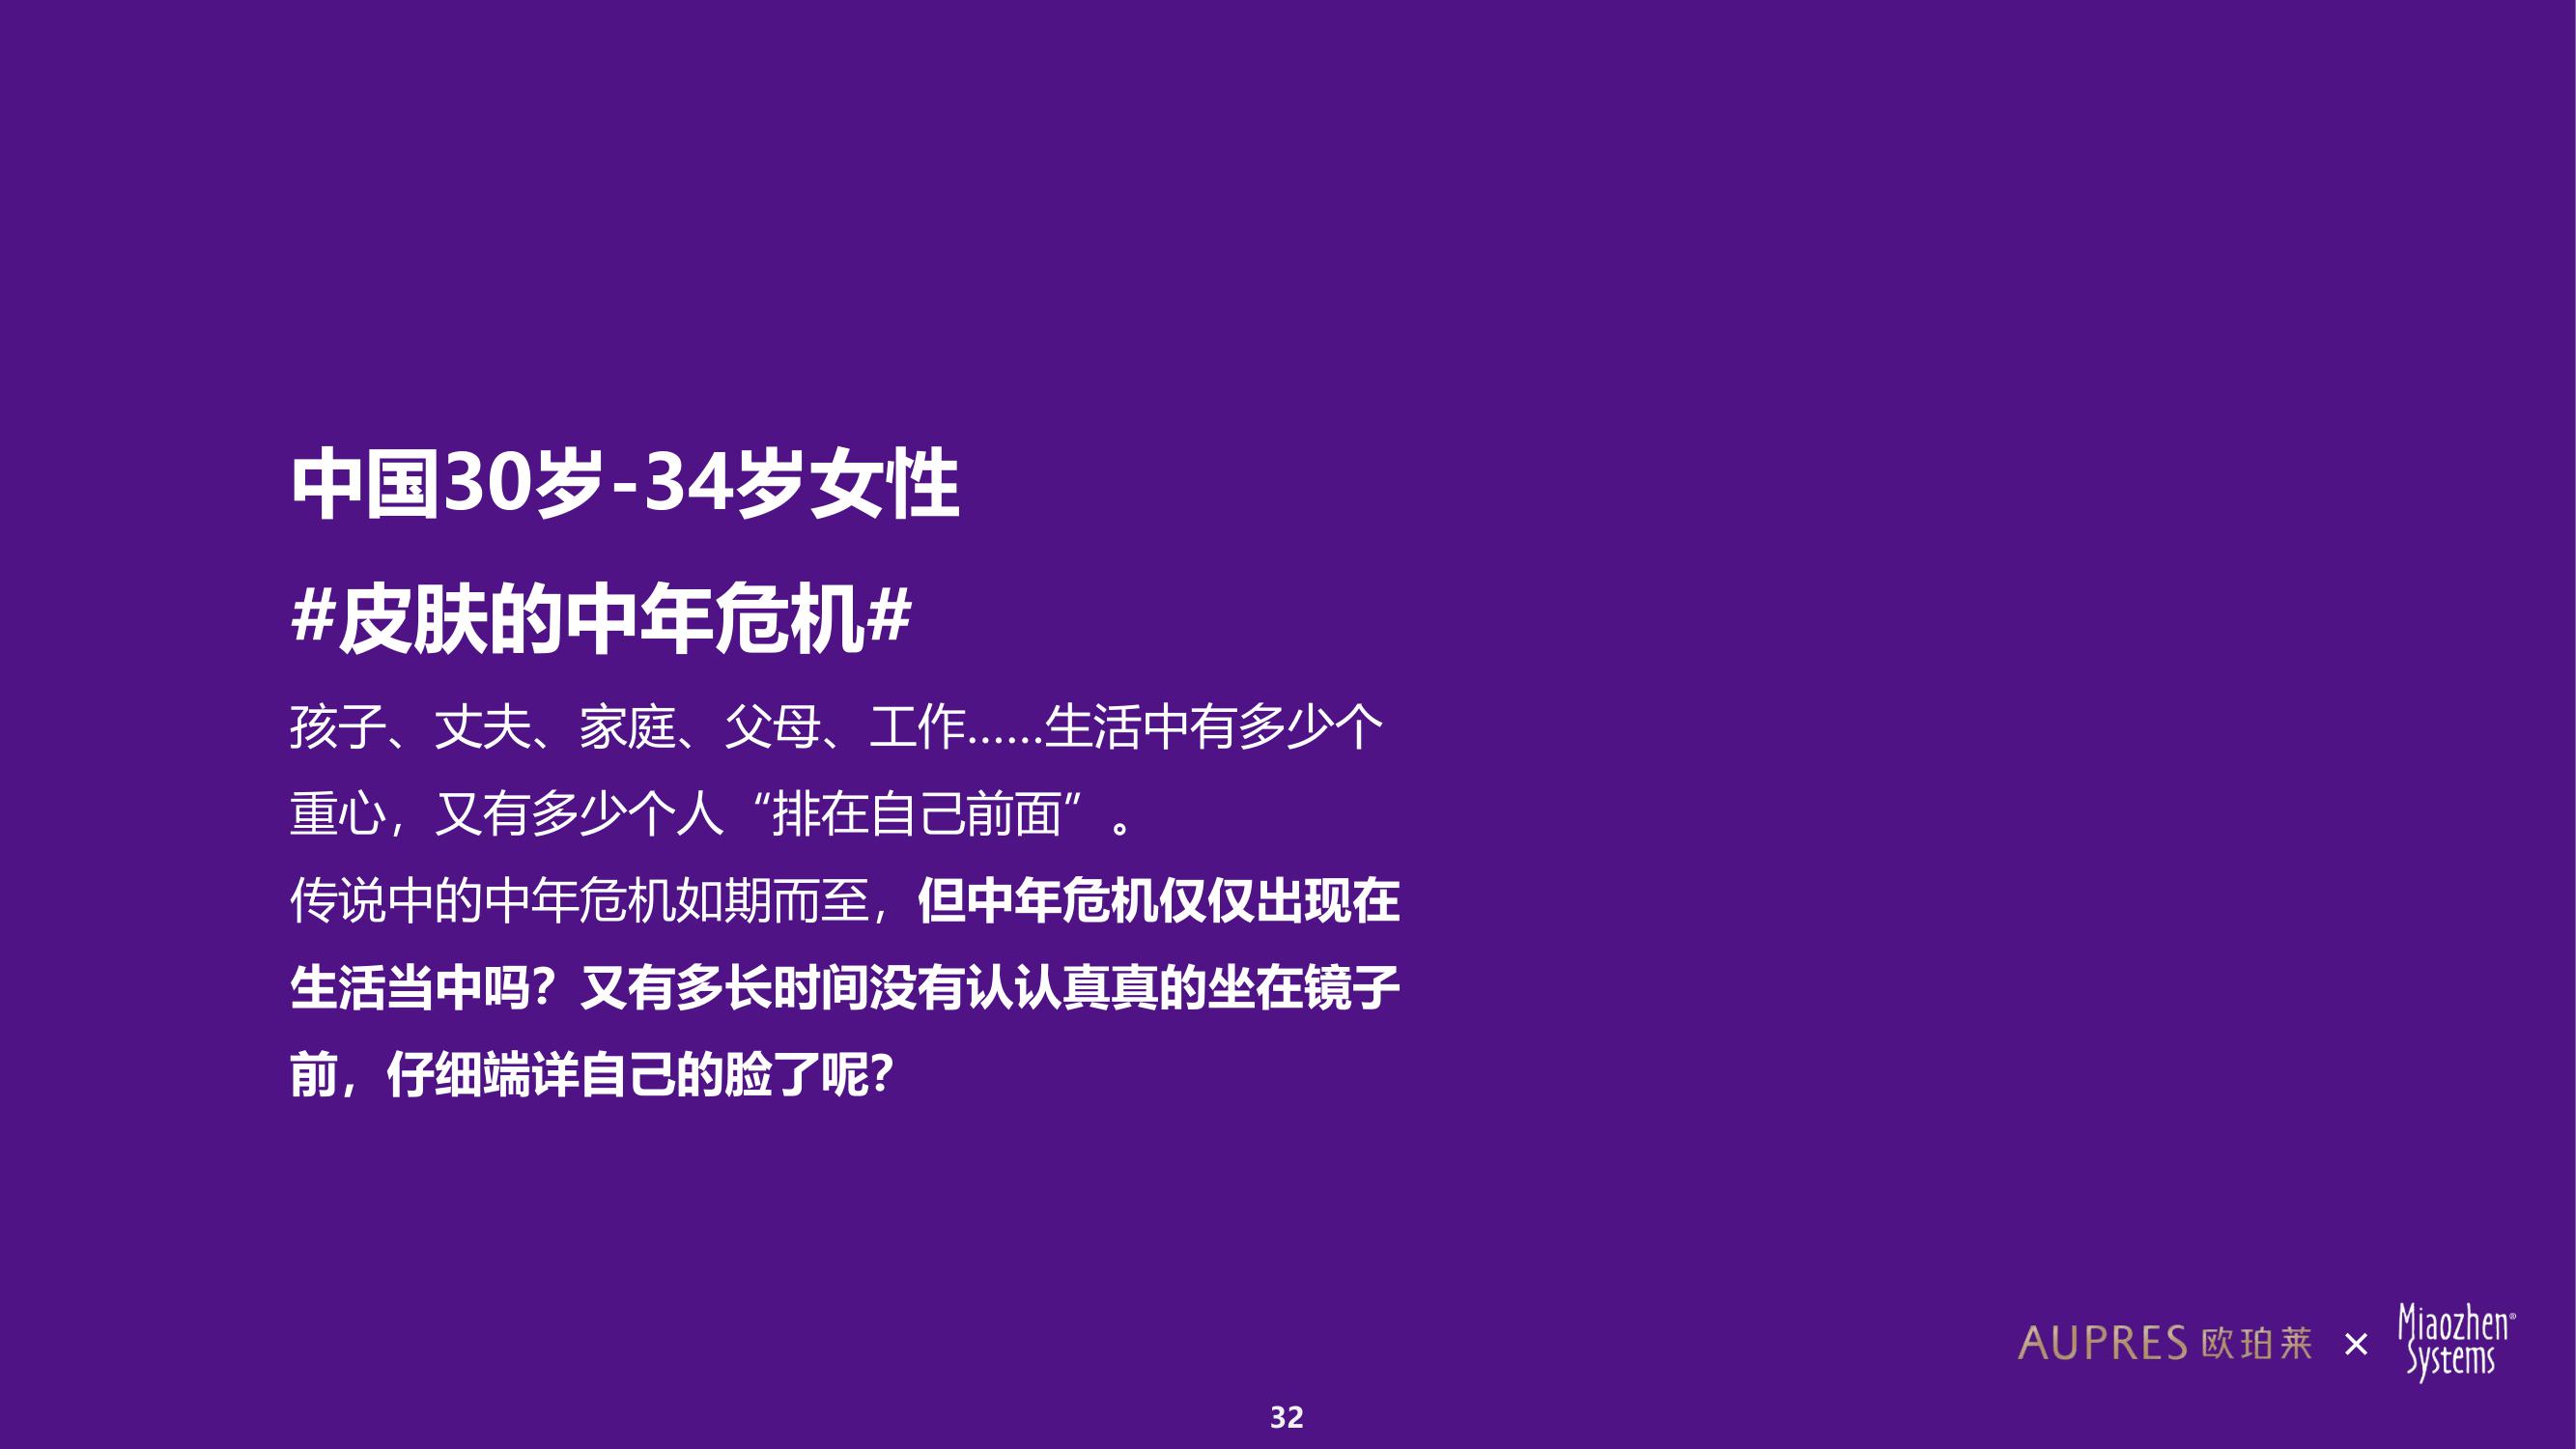 中国30岁-34岁女性
#皮肤的中年危机#
孩子、丈夫、家庭、父母、工作……生活中有多少个
重心，又有多少个人“排在自己前面”。
传说中的中年危机如期而至，但中年危机仅仅出现在
生活当中吗？又有多长时间没有认认真真的坐在镜子
前，仔细端详自己的脸了呢？
AUPRES 欧珀莱 × Miaozhen®
Systems
32